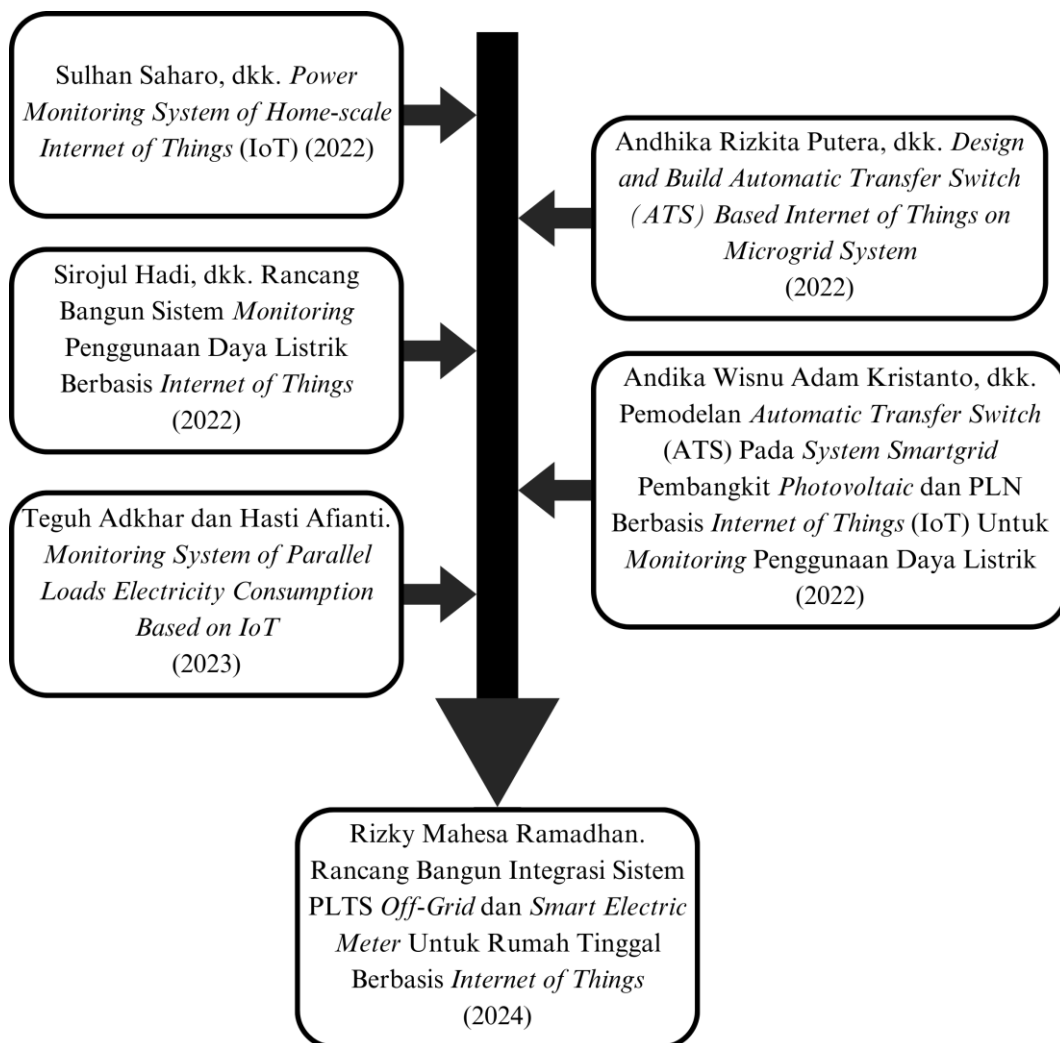 Sulhan Saharo, dkk. Power
Monitoring System of Home-scale
Internet of Things (IoT) (2022)
Andhika Rizkita Putera, dkk. Design
and Build Automatic Transfer Switch
(ATS) Based Internet of Things on
Microgrid System
(2022)
Sirojul Hadi, dkk. Rancang
Bangun Sistem Monitoring
Penggunaan Daya Listrik
Berbasis Internet of Things
(2022)
Andika Wisnu Adam Kristanto, dkk.
Pemodelan Automatic Transfer Switch
(ATS) Pada System Smartgrid
Pembangkit Photovoltaic dan PLN
Berbasis Internet of Things (IoT) Untuk
Monitoring Penggunaan Daya Listrik
(2022)
Teguh Adkhar dan Hasti Afianti.
Monitoring System of Parallel
Loads Electricity Consumption
Based on IoT
(2023)
Rizky Mahesa Ramadhan.
Rancang Bangun Integrasi Sistem
PLTS Off-Grid dan Smart Electric
Meter Untuk Rumah Tinggal
Berbasis Internet of Things
(2024)